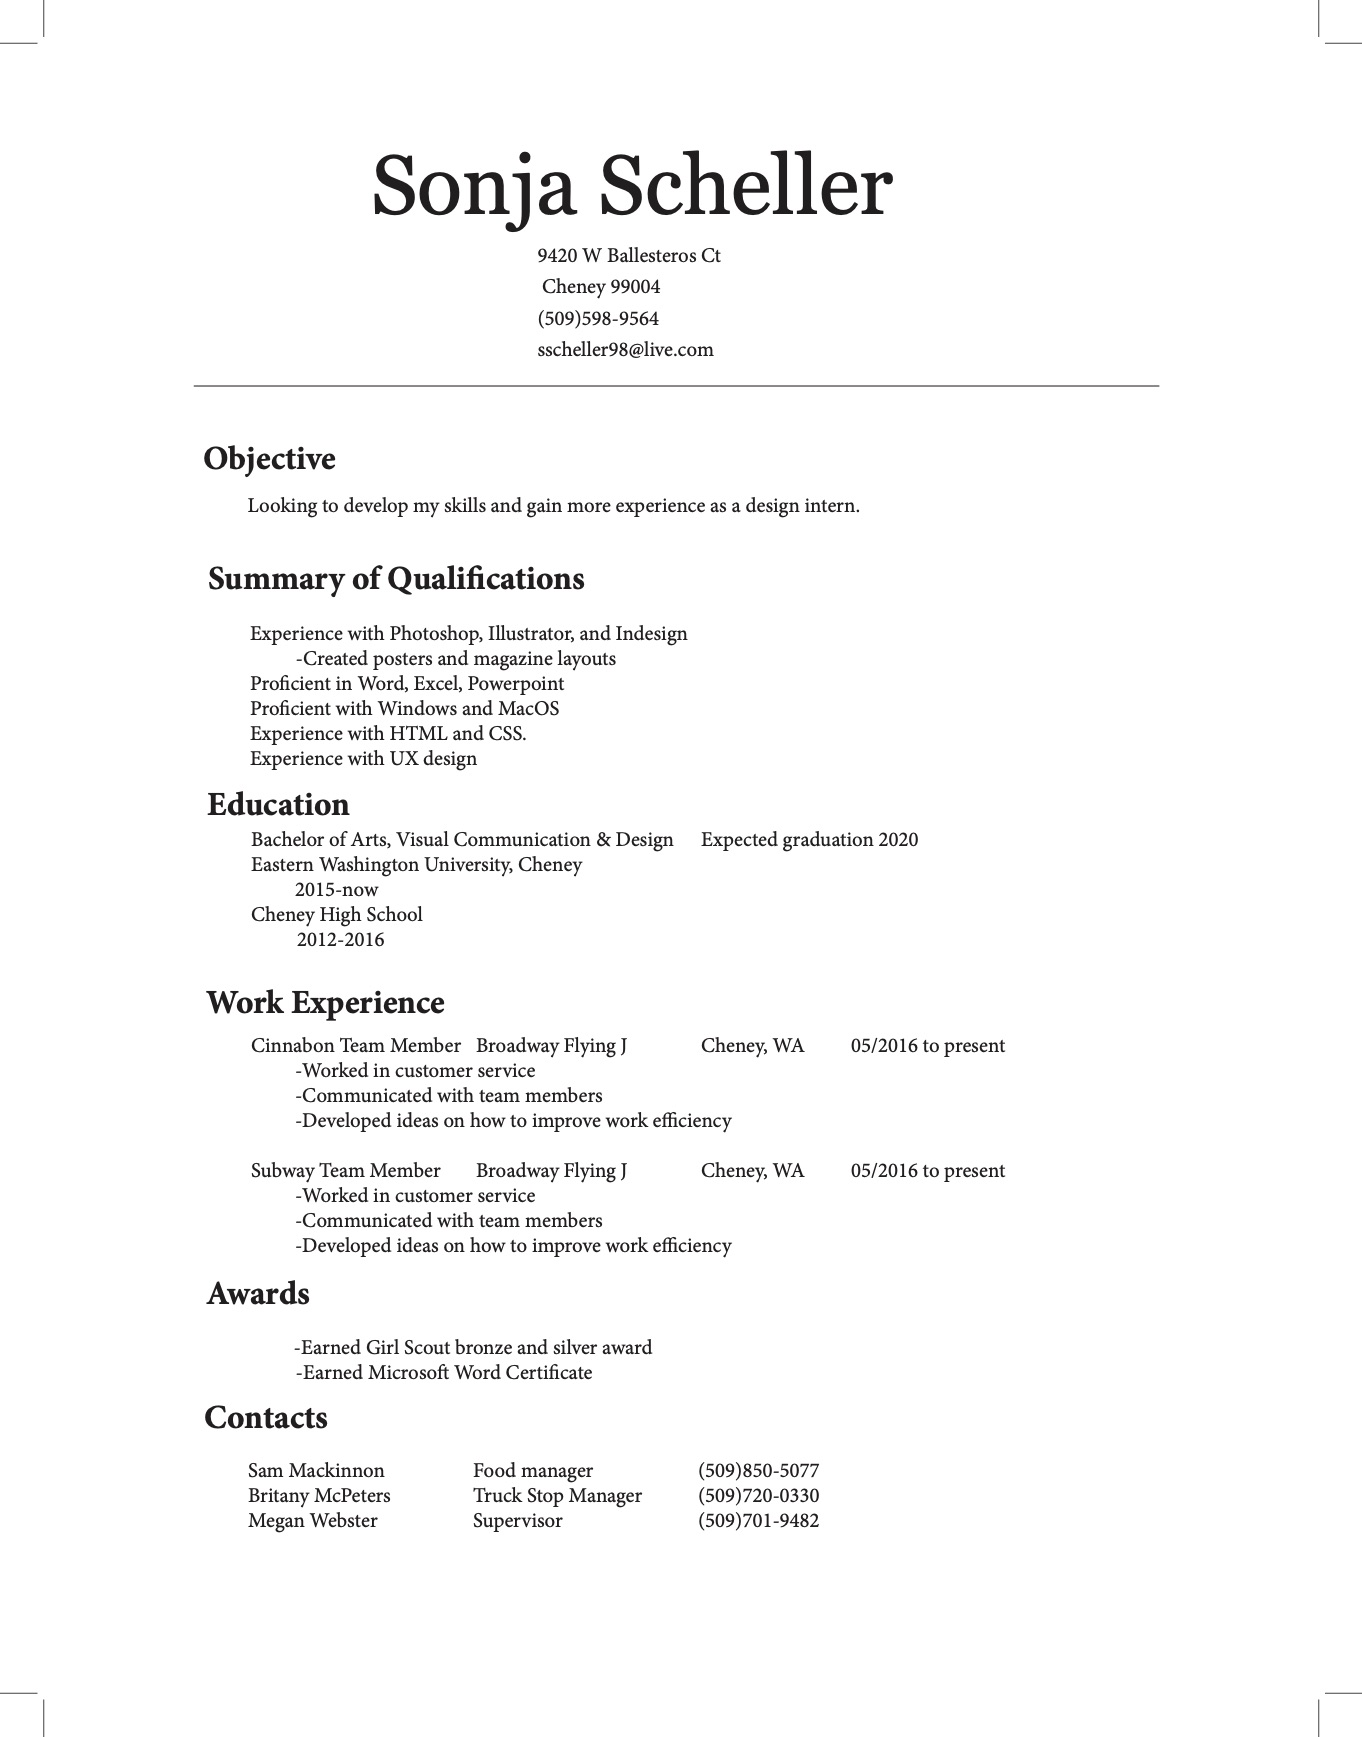 Sonja Scheller
9420 W Ballesteros Ct
Cheney 99004
(509)598-9564
sscheller98@live.com
Objective
Looking to develop my skills and gain more experience as a design intern.
Summary of Qualifications
Experience with Photoshop, Illustrator, and Indesign
-Created posters and magazine layouts
Proficient in Word, Excel, Powerpoint
Proficient with Windows and MacOS
Experience with HTML and CSS.
Experience with UX design
Education
Bachelor of Arts, Visual Communication & Design Expected graduation 2020
Eastern Washington University, Cheney
2015-now
Cheney High School
2012-2016
Work Experience
Cinnabon Team Member Broadway Flying J Cheney, WA 05/2016 to present
-Worked in customer service
-Communicated with team members
-Developed ideas on how to improve work efficiency
Subway Team Member Broadway Flying J Cheney, WA 05/2016 to present
-Worked in customer service
-Communicated with team members
-Developed ideas on how to improve work efficiency
Awards
-Earned Girl Scout bronze and silver award
-Earned Microsoft Word Certificate
Contacts
Sam Mackinnon Food manager (509)850-5077
Britany McPeters Truck Stop Manager (509)720-0330
Megan Webster Supervisor (509)701-9482